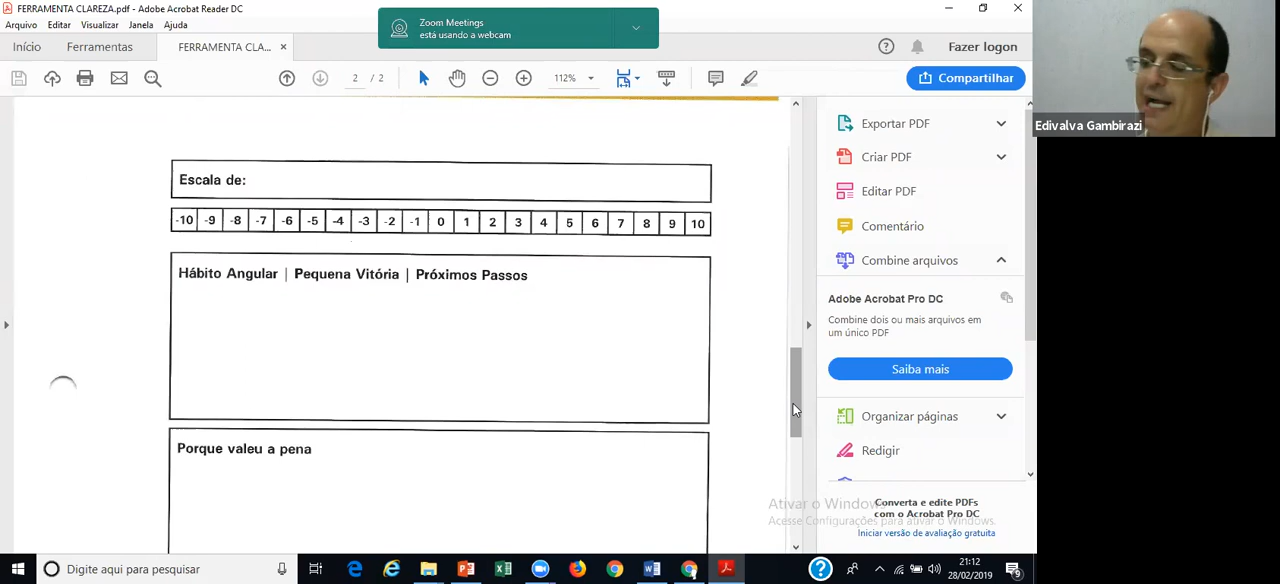 FERRAMENTA CLAREZA.pdf - Adobe Acrobat Reader DC
Arquivo Editar Visualizar Janela Ajuda
Zoom Meetings
está usando a webcam
Início Ferramentas FERRAMENTA CLA... Fazer logon
2 / 2 112% Compartilhar
Edivalva Gambirazi
Escala de:
-10 -9 -8 -7 -6 -5 -4 -3 -2 -1 0 1 2 3 4 5 6 7 8 9 10
Hábito Angular | Pequena Vitória | Próximos Passos
Porque valeu a pena
Exportar PDF
Criar PDF
Editar PDF
Comentário
Combine arquivos
Adobe Acrobat Pro DC
Combine dois ou mais arquivos em
um único PDF
Saiba mais
Organizar páginas
Redigir
Ativar o Windows
Acesse Configurações para ativar o Windows.
Converta e edite PDFs
com o Acrobat Pro DC
Iniciar versão de avaliação gratuita
Digite aqui para pesquisar
21:12
28/02/2019
9